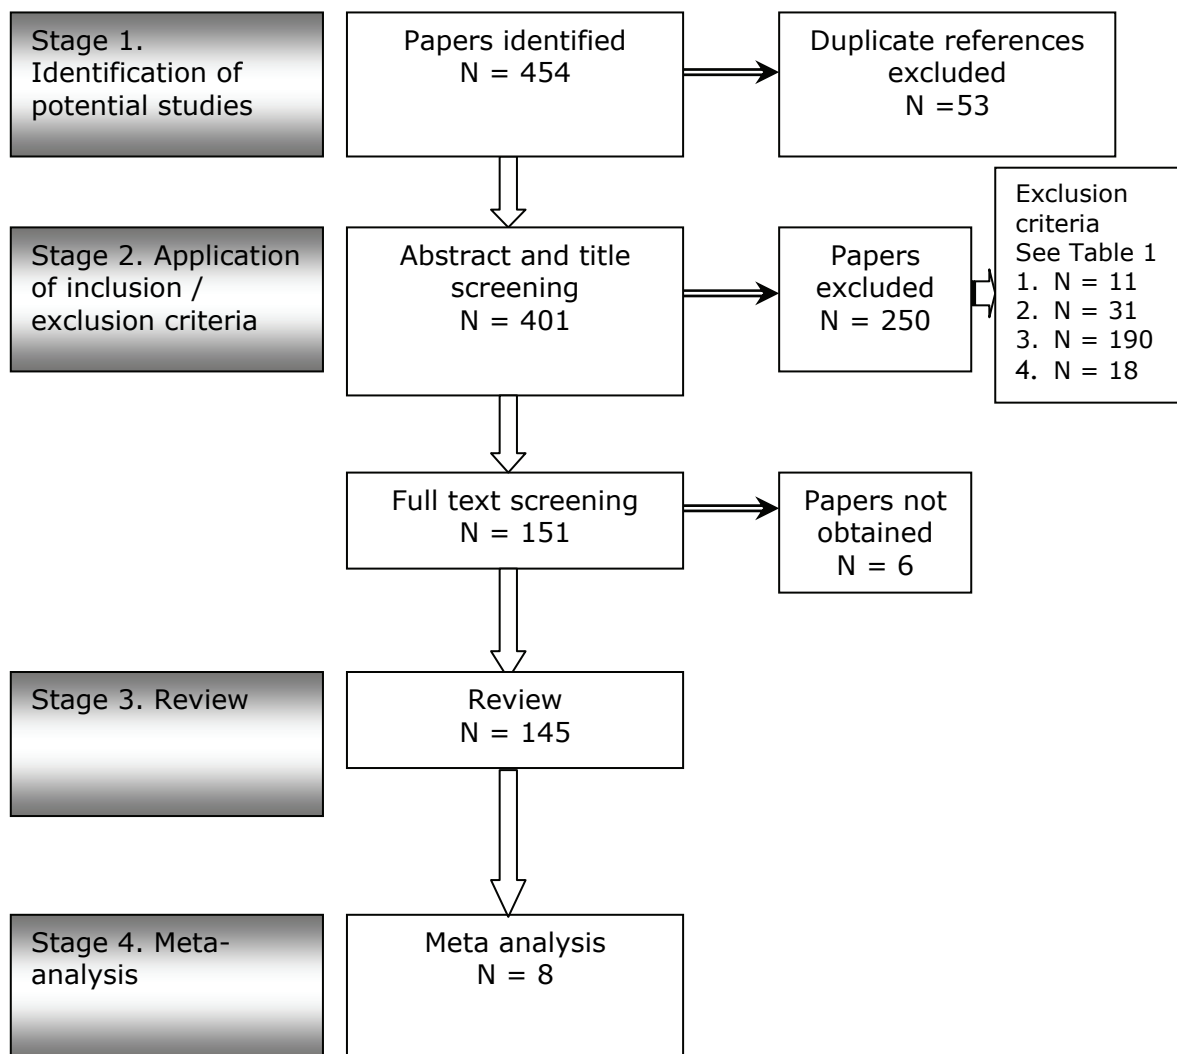 Stage 1.
Identification of
potential studies
Papers identified
N = 454
Duplicate references
excluded
N =53
Stage 2. Application
of inclusion /
exclusion criteria
Abstract and title
screening
N = 401
Papers
excluded
N = 250
Exclusion
criteria
See Table 1
1. N = 11
2. N = 31
3. N = 190
4. N = 18
Full text screening
N = 151
Papers not
obtained
N = 6
Stage 3. Review
Review
N = 145
Stage 4. Meta-
analysis
Meta analysis
N = 8